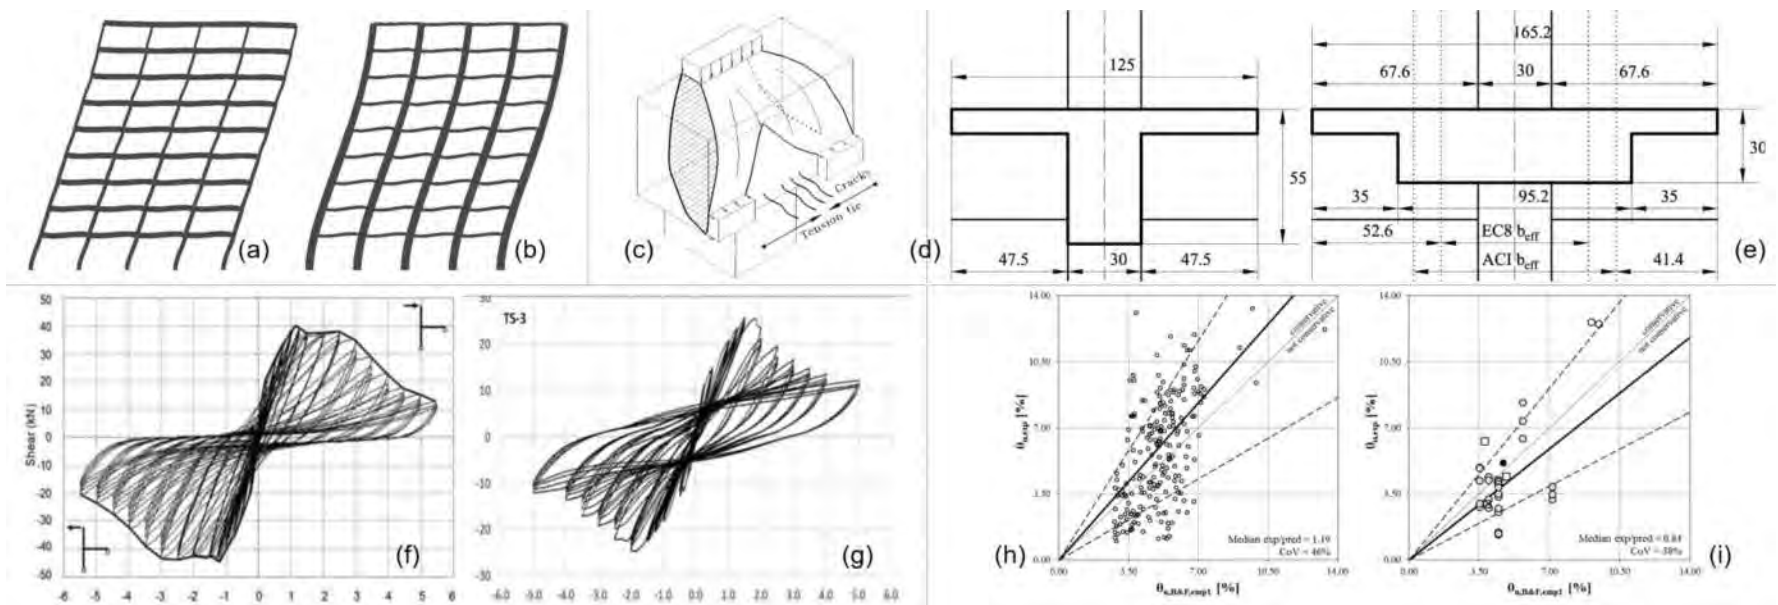 (a)
(b)
(c)
Cracks
Tension tie
(d)
125
55
47.5 30 47.5
165.2
67.6 30 67.6
30
35 95.2 35
52.6 EC8 b_eff
ACI b_eff 41.4
(e)
50
40
30
20
10
0
-10
-20
-30
-40
-50
Shear (kN)
-6 -5 -4 -3 -2 -1 0 1 2 3 4 5 6
(f)
TS-3
30
20
10
0
-10
-20
-30
-6.0 -5.0 -4.0 -3.0 -2.0 -1.0 0.0 1.0 2.0 3.0 4.0 5.0 6.0
(g)
14.00
10.50
7.00
3.50
0.00
θu,exp [%]
conservative
not conservative
Median exp/pred = 1.19
CoV = 46%
0.00 3.50 7.00 10.50 14.00
θu,B&F,emp1 [%]
(h)
14.00
10.50
7.00
3.50
0.00
θu,exp [%]
conservative
not conservative
Median exp/pred = 0.84
CoV = 38%
0.00 3.50 7.00 10.50 14.00
θu,B&F,emp1 [%]
(i)